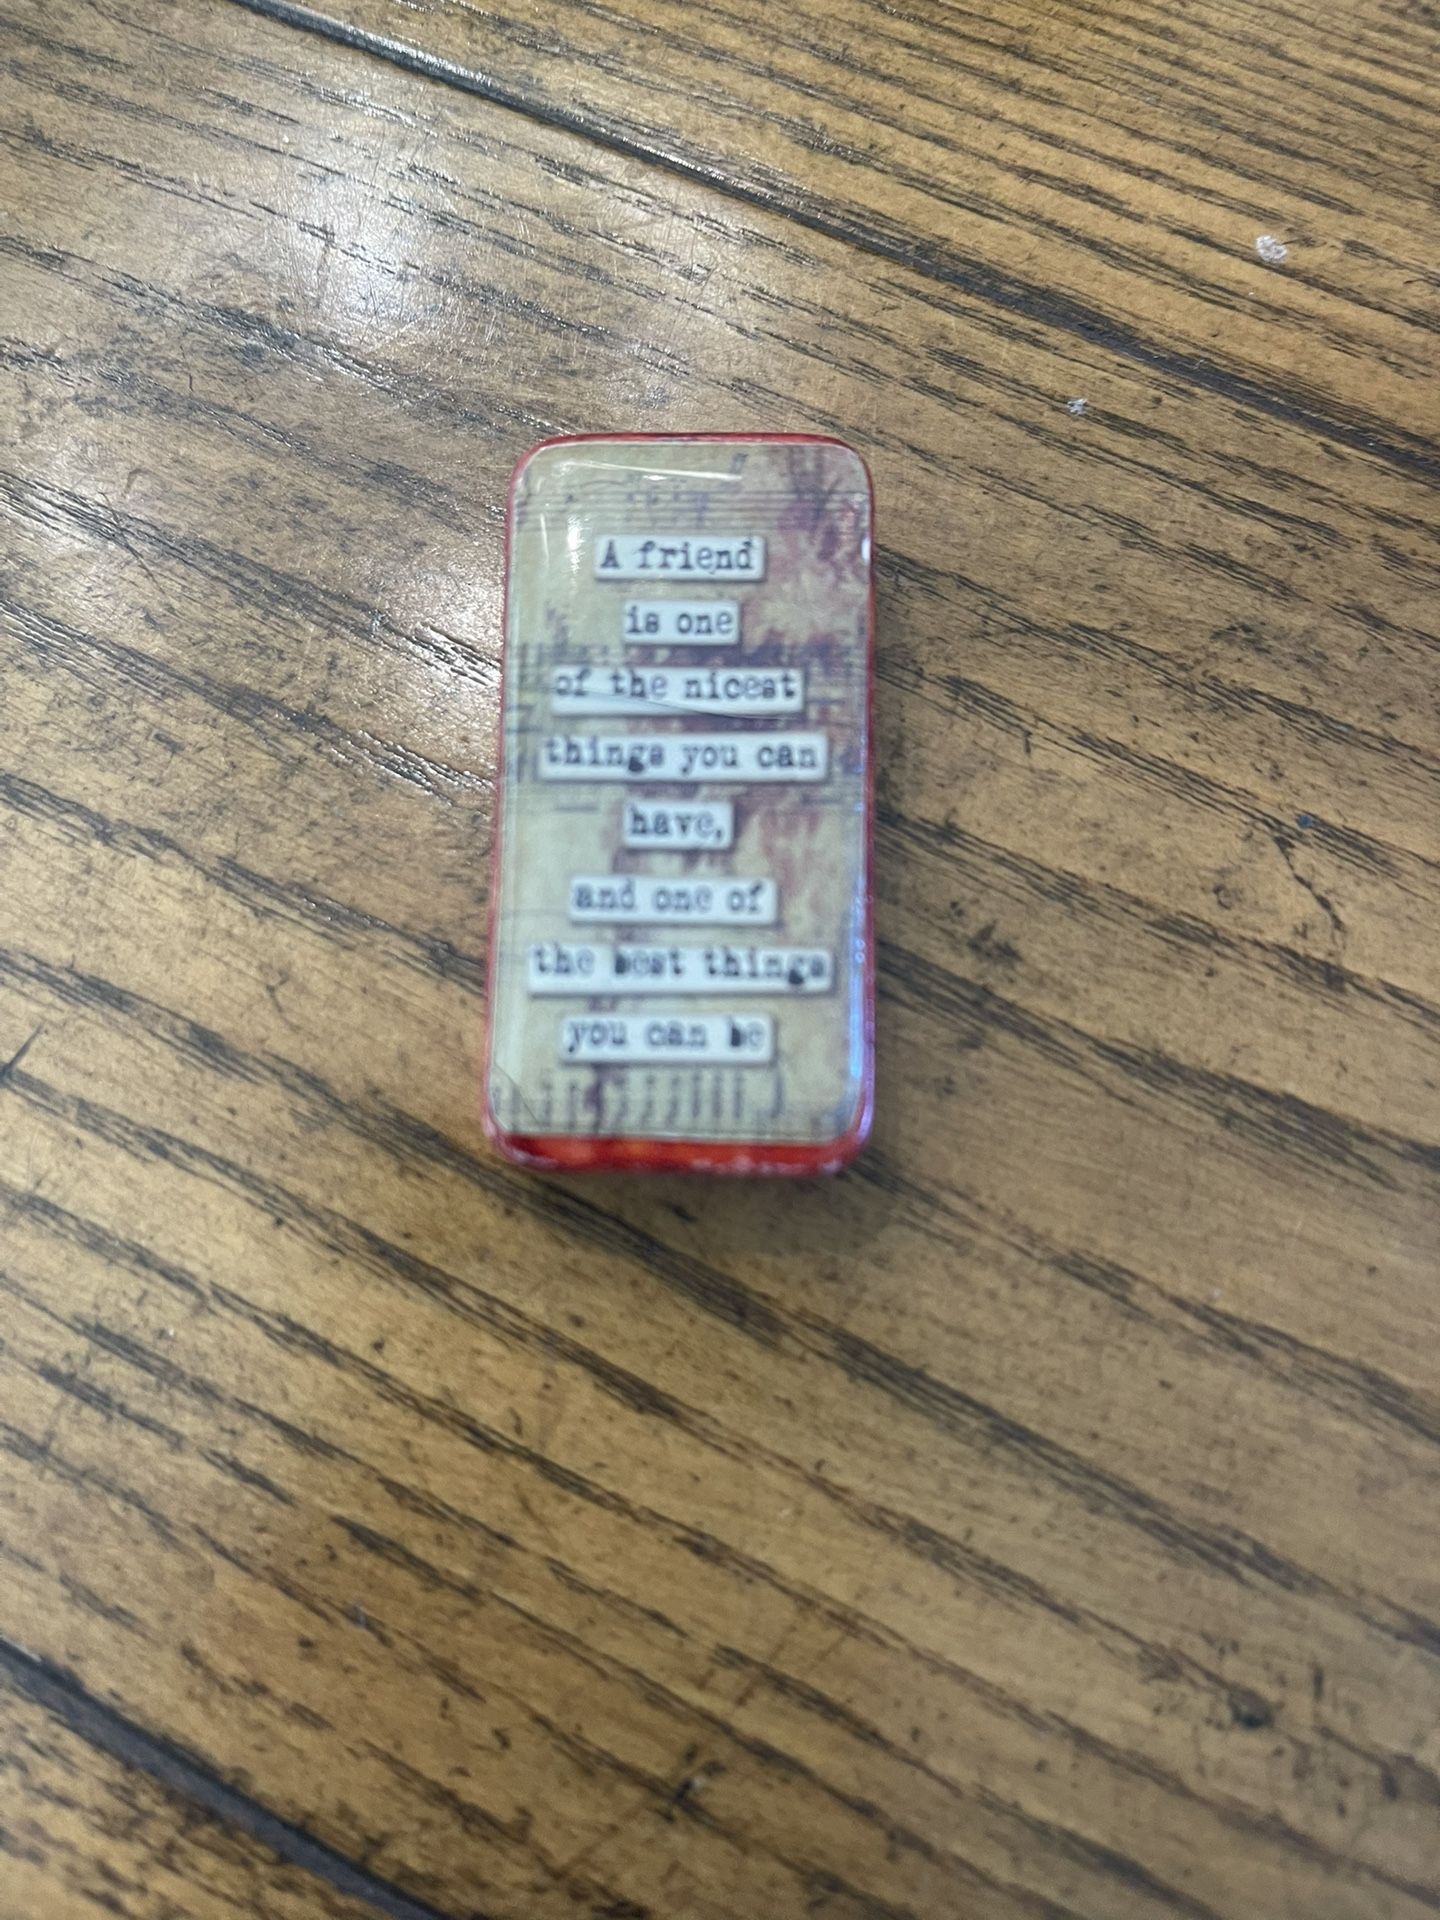 A friend
is one
of the nicest
things you can
have,
and one of
the best things
you can be